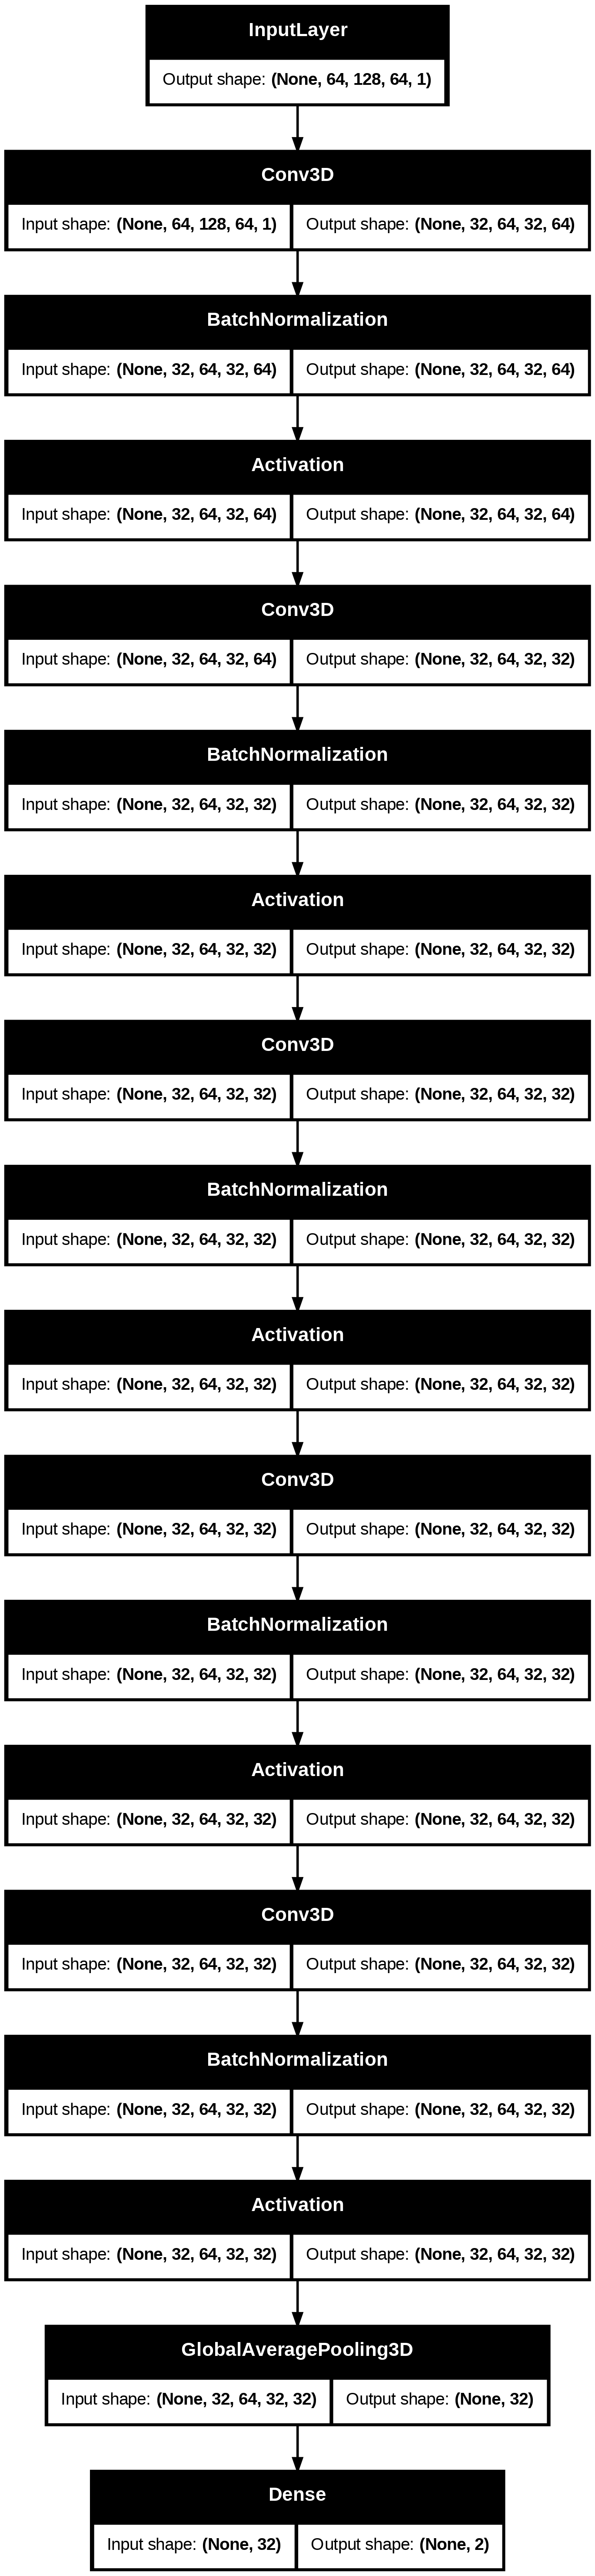 InputLayer
Output shape: (None, 64, 128, 64, 1)
Conv3D
Input shape: (None, 64, 128, 64, 1) Output shape: (None, 32, 64, 32, 64)
BatchNormalization
Input shape: (None, 32, 64, 32, 64) Output shape: (None, 32, 64, 32, 64)
Activation
Input shape: (None, 32, 64, 32, 64) Output shape: (None, 32, 64, 32, 64)
Conv3D
Input shape: (None, 32, 64, 32, 64) Output shape: (None, 32, 64, 32, 32)
BatchNormalization
Input shape: (None, 32, 64, 32, 32) Output shape: (None, 32, 64, 32, 32)
Activation
Input shape: (None, 32, 64, 32, 32) Output shape: (None, 32, 64, 32, 32)
Conv3D
Input shape: (None, 32, 64, 32, 32) Output shape: (None, 32, 64, 32, 32)
BatchNormalization
Input shape: (None, 32, 64, 32, 32) Output shape: (None, 32, 64, 32, 32)
Activation
Input shape: (None, 32, 64, 32, 32) Output shape: (None, 32, 64, 32, 32)
Conv3D
Input shape: (None, 32, 64, 32, 32) Output shape: (None, 32, 64, 32, 32)
BatchNormalization
Input shape: (None, 32, 64, 32, 32) Output shape: (None, 32, 64, 32, 32)
Activation
Input shape: (None, 32, 64, 32, 32) Output shape: (None, 32, 64, 32, 32)
Conv3D
Input shape: (None, 32, 64, 32, 32) Output shape: (None, 32, 64, 32, 32)
BatchNormalization
Input shape: (None, 32, 64, 32, 32) Output shape: (None, 32, 64, 32, 32)
Activation
Input shape: (None, 32, 64, 32, 32) Output shape: (None, 32, 64, 32, 32)
GlobalAveragePooling3D
Input shape: (None, 32, 64, 32, 32) Output shape: (None, 32)
Dense
Input shape: (None, 32) Output shape: (None, 2)